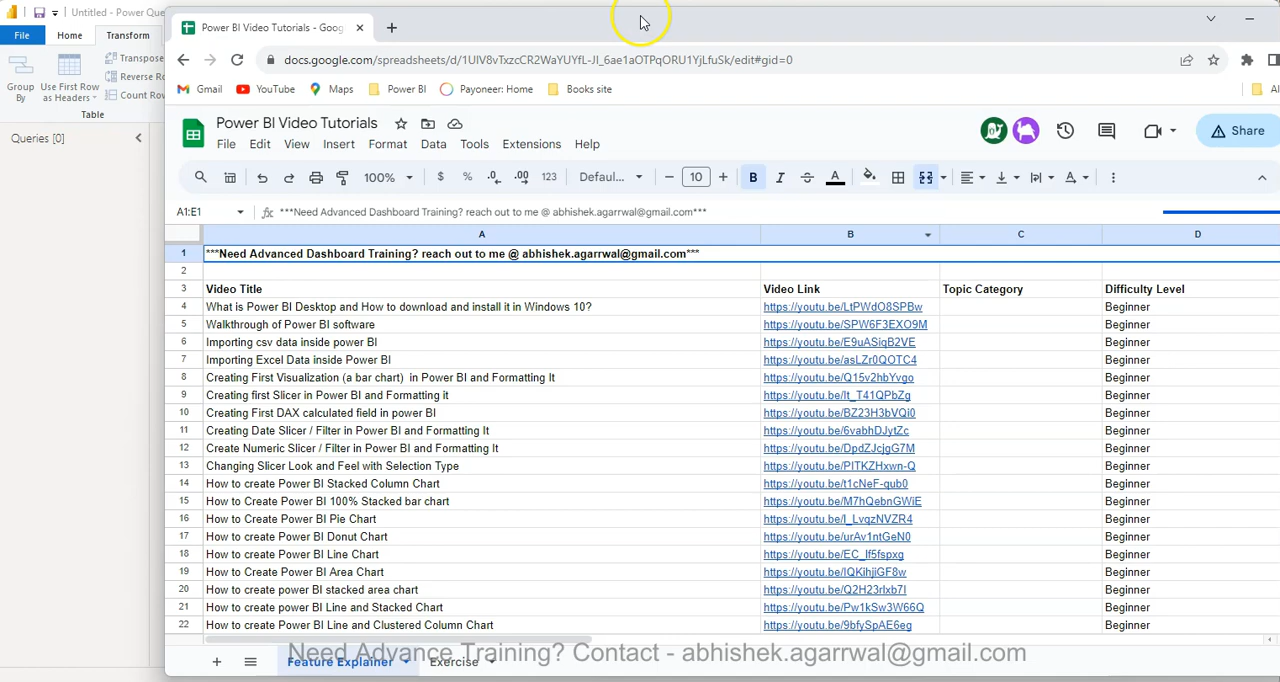 Untitled - Power Que
File Home Transform
Group By
Use First Row as Headers
Transpose
Reverse Ro
Count Row
Table
Queries [0]
Power BI Video Tutorials - Goog
docs.google.com/spreadsheets/d/1UlV8vTxzcCR2WaYUYfL-JI_6ae1aOTPqORU1YjLfuSk/edit#gid=0
Gmail YouTube Maps Power BI Payoneer: Home Books site Al
Power BI Video Tutorials
File Edit View Insert Format Data Tools Extensions Help
Share
100% $ % .0 .00 123 Defaul... 10 B I A
A1:E1 fx ***Need Advanced Dashboard Training? reach out to me @ abhishek.agarrwal@gmail.com***
A B C D
1 ***Need Advanced Dashboard Training? reach out to me @ abhishek.agarrwal@gmail.com***
2
3 Video Title Video Link Topic Category Difficulty Level
4 What is Power BI Desktop and How to download and install it in Windows 10? https://youtu.be/LtPWdO8SPBw Beginner
5 Walkthrough of Power BI software https://youtu.be/SPW6F3EXO9M Beginner
6 Importing csv data inside power BI https://youtu.be/E9uASiqB2VE Beginner
7 Importing Excel Data inside Power BI https://youtu.be/asLZr0QOTC4 Beginner
8 Creating First Visualization (a bar chart) in Power BI and Formatting It https://youtu.be/Q15v2hbYvgo Beginner
9 Creating first Slicer in Power BI and Formatting it https://youtu.be/It_T41QPbZg Beginner
10 Creating First DAX calculated field in power BI https://youtu.be/BZ23H3bVQi0 Beginner
11 Creating Date Slicer / Filter in Power BI and Formatting It https://youtu.be/6vabhDJytZc Beginner
12 Create Numeric Slicer / Filter in Power BI and Formatting It https://youtu.be/DpdZJcjgG7M Beginner
13 Changing Slicer Look and Feel with Selection Type https://youtu.be/PITKZHxwn-Q Beginner
14 How to create Power BI Stacked Column Chart https://youtu.be/t1cNeF-qub0 Beginner
15 How to Create Power BI 100% Stacked bar chart https://youtu.be/M7hQebnGWiE Beginner
16 How to Create Power BI Pie Chart https://youtu.be/I_LvqzNVZR4 Beginner
17 How to create Power BI Donut Chart https://youtu.be/urAv1ntGeN0 Beginner
18 How to create Power BI Line Chart https://youtu.be/EC_If5fspxg Beginner
19 How to Create Power BI Area Chart https://youtu.be/IQKihjiGF8w Beginner
20 How to create power BI stacked area chart https://youtu.be/Q2H23rlxb7I Beginner
21 How to create power BI Line and Stacked Chart https://youtu.be/Pw1kSw3W66Q Beginner
22 How to create Power BI Line and Clustered Column Chart https://youtu.be/9bfySpAE6eg Beginner
Need Advance Training? Contact - abhishek.agarrwal@gmail.com
Feature Explainer Exercise